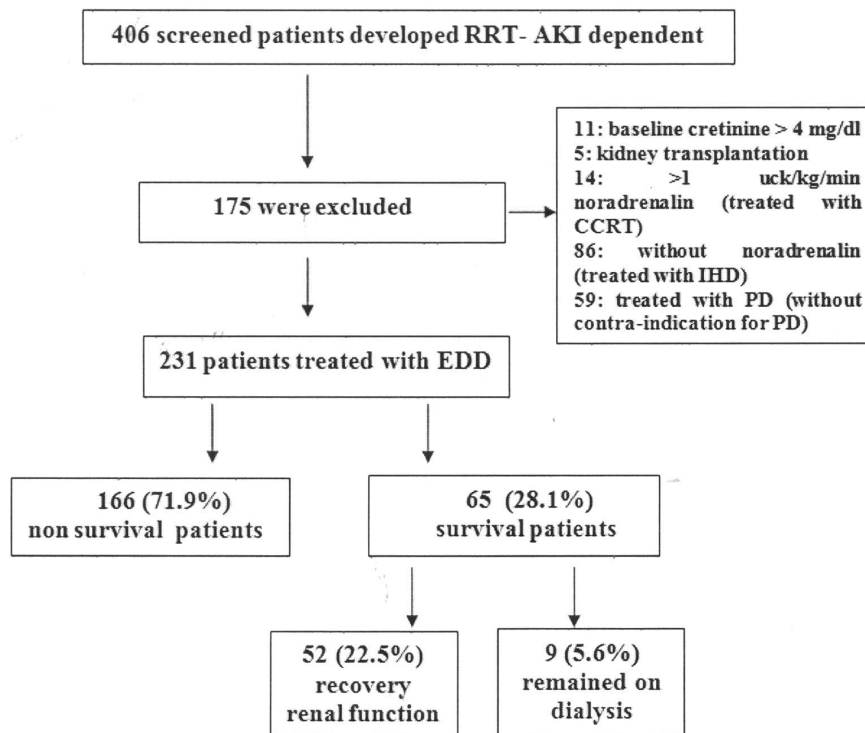 406 screened patients developed RRT- AKI dependent
11: baseline cretinine > 4 mg/dl
5: kidney transplantation
14: >1 uck/kg/min
noradrenalin (treated with
CCRT)
86: without noradrenalin
(treated with IHD)
59: treated with PD (without
contra-indication for PD)
175 were excluded
231 patients treated with EDD
166 (71.9%)
non survival patients
65 (28.1%)
survival patients
52 (22.5%)
recovery
renal function
9 (5.6%)
remained on
dialysis